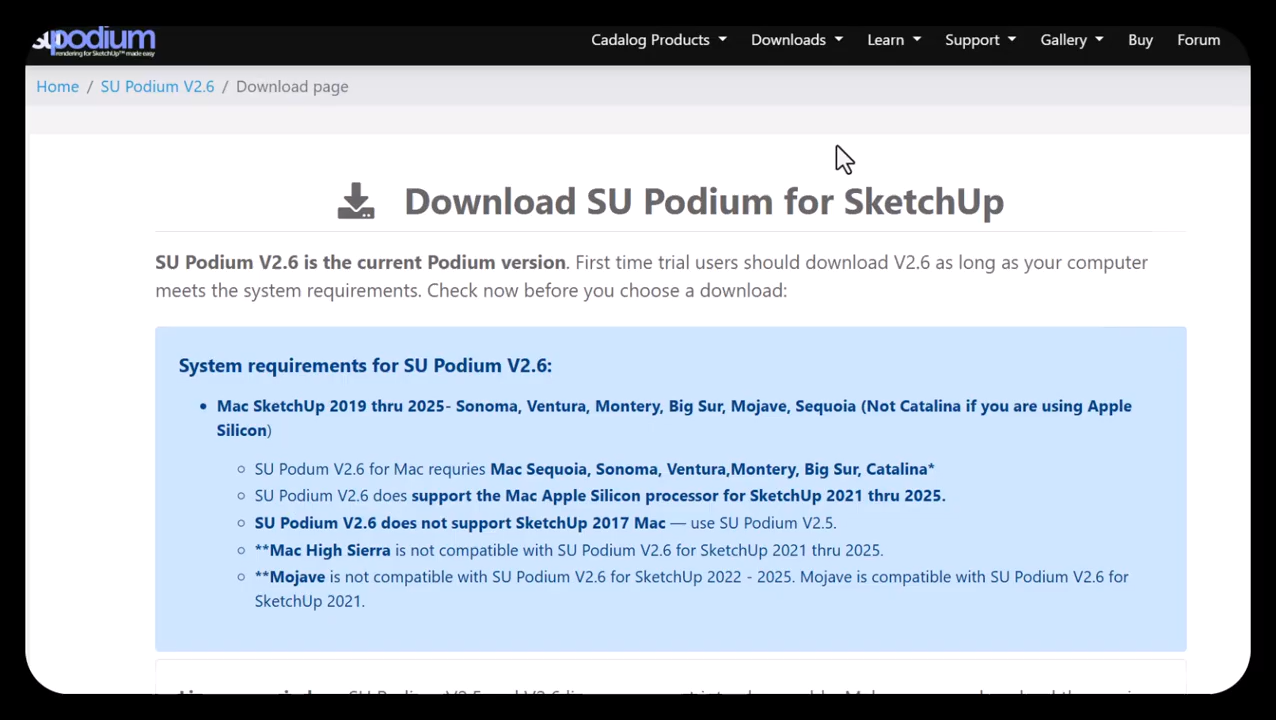 SU podium
rendering for SketchUp™ made easy
Cadalog Products Downloads Learn Support Gallery Buy Forum
Home / SU Podium V2.6 / Download page
Download SU Podium for SketchUp
SU Podium V2.6 is the current Podium version. First time trial users should download V2.6 as long as your computer
meets the system requirements. Check now before you choose a download:
System requirements for SU Podium V2.6:
• Mac SketchUp 2019 thru 2025- Sonoma, Ventura, Montery, Big Sur, Mojave, Sequoia (Not Catalina if you are using Apple
Silicon)
○ SU Podum V2.6 for Mac requries Mac Sequoia, Sonoma, Ventura,Montery, Big Sur, Catalina*
○ SU Podium V2.6 does support the Mac Apple Silicon processor for SketchUp 2021 thru 2025.
○ SU Podium V2.6 does not support SketchUp 2017 Mac — use SU Podium V2.5.
○ **Mac High Sierra is not compatible with SU Podium V2.6 for SketchUp 2021 thru 2025.
○ **Mojave is not compatible with SU Podium V2.6 for SketchUp 2022 - 2025. Mojave is compatible with SU Podium V2.6 for
SketchUp 2021.